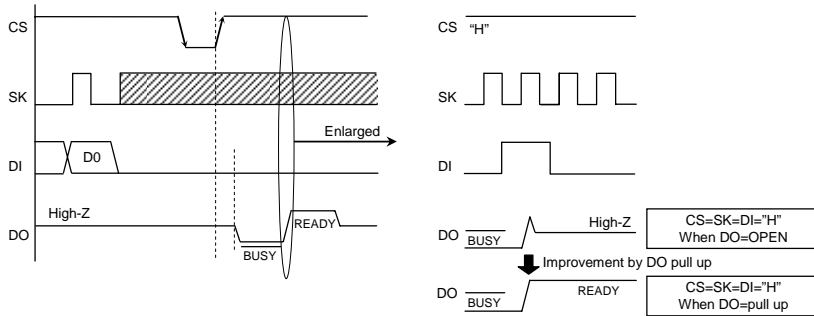 CS
SK
DI
D0
High-Z
DO
BUSY
READY
Enlarged
CS "H"
SK
DI
DO
BUSY
High-Z
CS=SK=DI="H"
When DO=OPEN
Improvement by DO pull up
DO
BUSY
READY
CS=SK=DI="H"
When DO=pull up